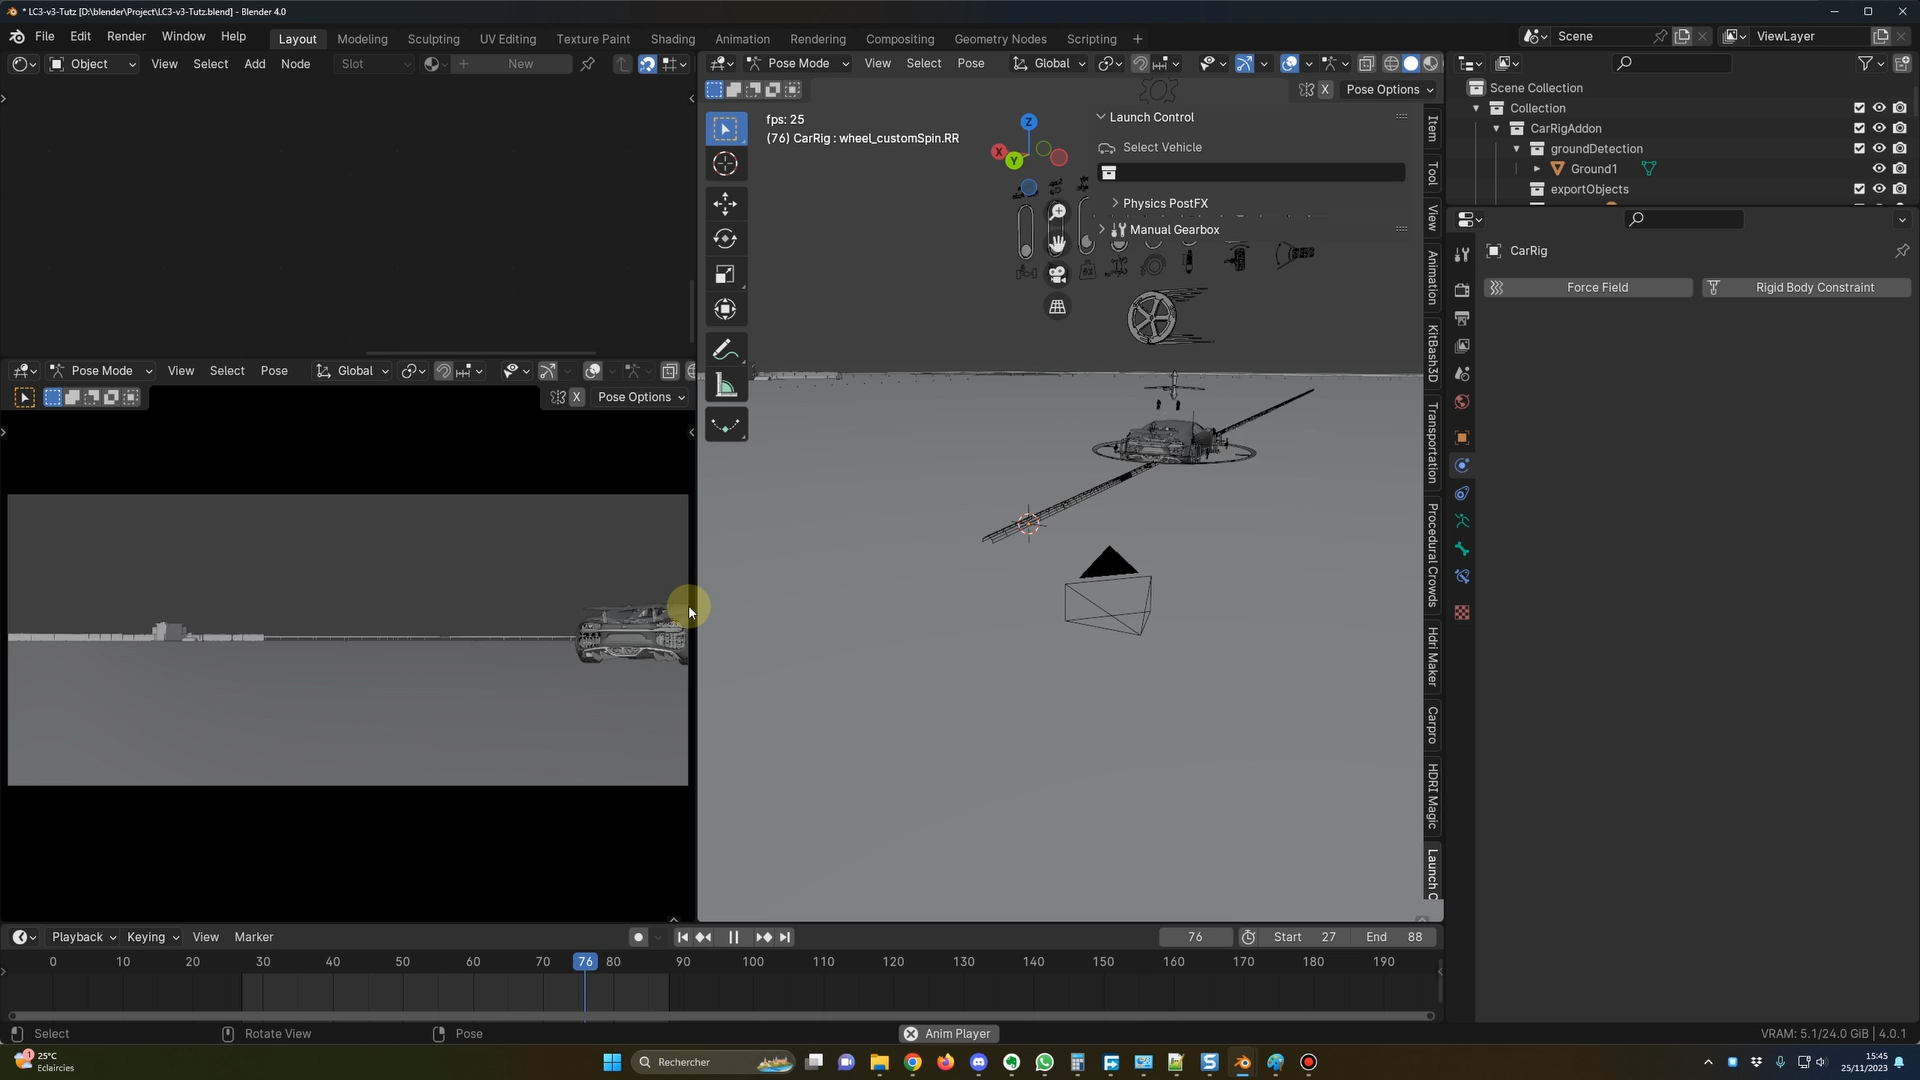 * LC3-v3-Tutz [D:\blender\Project\LC3-v3-Tutz.blend] - Blender 4.0
File Edit Render Window Help
Layout Modeling Sculpting UV Editing Texture Paint Shading Animation Rendering Compositing Geometry Nodes Scripting +
Scene
ViewLayer
Object View Select Add Node Slot New
Pose Mode View Select Pose Global
X Pose Options
fps: 25
(76) CarRig : wheel_customSpin.RR
Z
X
Y
Launch Control
Select Vehicle
Physics PostFX
Manual Gearbox
Item
Tool
View
Animation
KitBash3D
Transportation
Procedural Crowds
Hdri Maker
Carpro
HDRI Magic
Launch C
Scene Collection
Collection
CarRigAddon
groundDetection
Ground1
exportObjects
CarRig
Force Field
Rigid Body Constraint
Pose Mode View Select Pose Global
X Pose Options
Playback Keying View Marker
76
Start 27
End 88
0 10 20 30 40 50 60 70 76 80 90 100 110 120 130 140 150 160 170 180 190
Select
Rotate View
Pose
Anim Player
VRAM: 5.1/24.0 GiB | 4.0.1
1
25°C
Eclaircies
Rechercher
15:45
25/11/2023